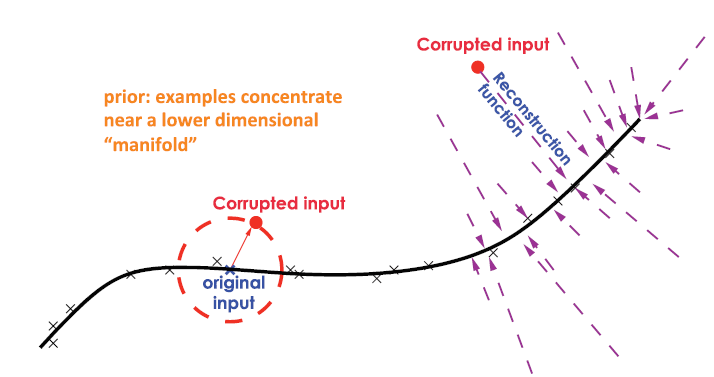 Corrupted input
Reconstruction
function
prior: examples concentrate
near a lower dimensional
“manifold”
Corrupted input
original
input